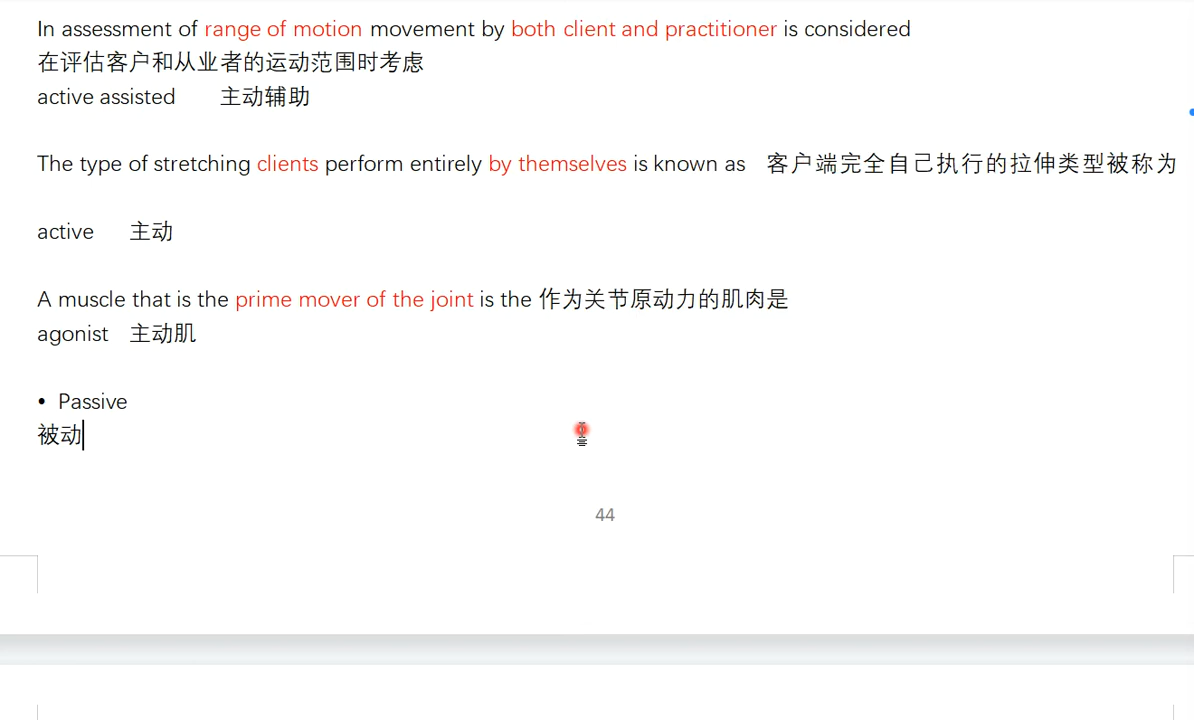 In assessment of range of motion movement by both client and practitioner is considered
在评估客户和从业者的运动范围时考虑
active assisted 主动辅助
The type of stretching clients perform entirely by themselves is known as 客户端完全自己执行的拉伸类型被称为
active 主动
A muscle that is the prime mover of the joint is the 作为关节原动力的肌肉是
agonist 主动肌
• Passive
被动
44